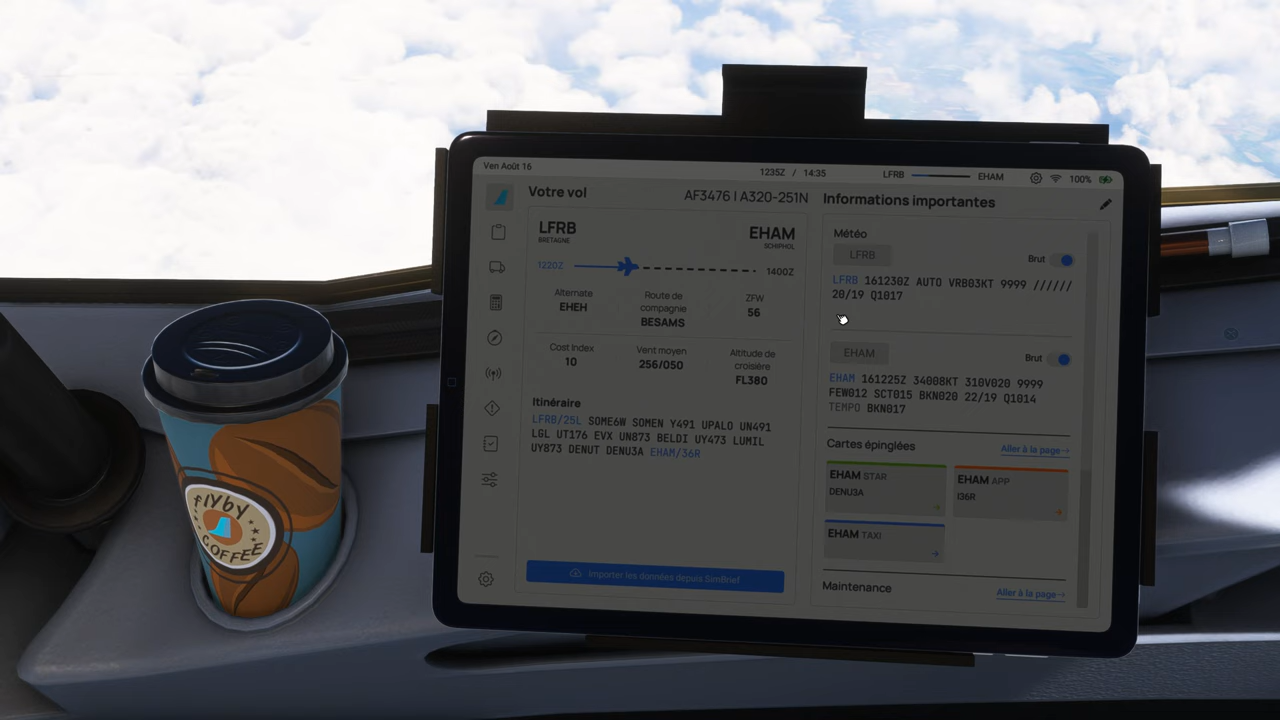 Ven Août 16
1235Z / 14:35
LFRB EHAM
100%
Votre vol
AF3476 | A320-251N
LFRB EHAM
BRETAGNE SCHIPHOL
1220Z 1400Z
Alternate
EHEH
Route de
compagnie
BESAMS
ZFW
56
Cost Index
10
Vent moyen
256/050
Altitude de
croisière
FL380
Itinéraire
LFRB/25L SOME6W SOMEN Y491 UPALO UN491
LGL UT176 EVX UN873 BELDI UY473 LUMIL
UY873 DENUT DENU3A EHAM/36R
Importer les données depuis SimBrief
Informations importantes
Météo
LFRB Brut
LFRB 161230Z AUTO VRB03KT 9999 //////
20/19 Q1017
EHAM Brut
EHAM 161225Z 34008KT 310V020 9999
FEW012 SCT015 BKN020 22/19 Q1014
TEMPO BKN017
Cartes épinglées Aller à la page
EHAM STAR
DENU3A
EHAM APP
I36R
EHAM TAXI
Maintenance Aller à la page
flyby
COFFEE